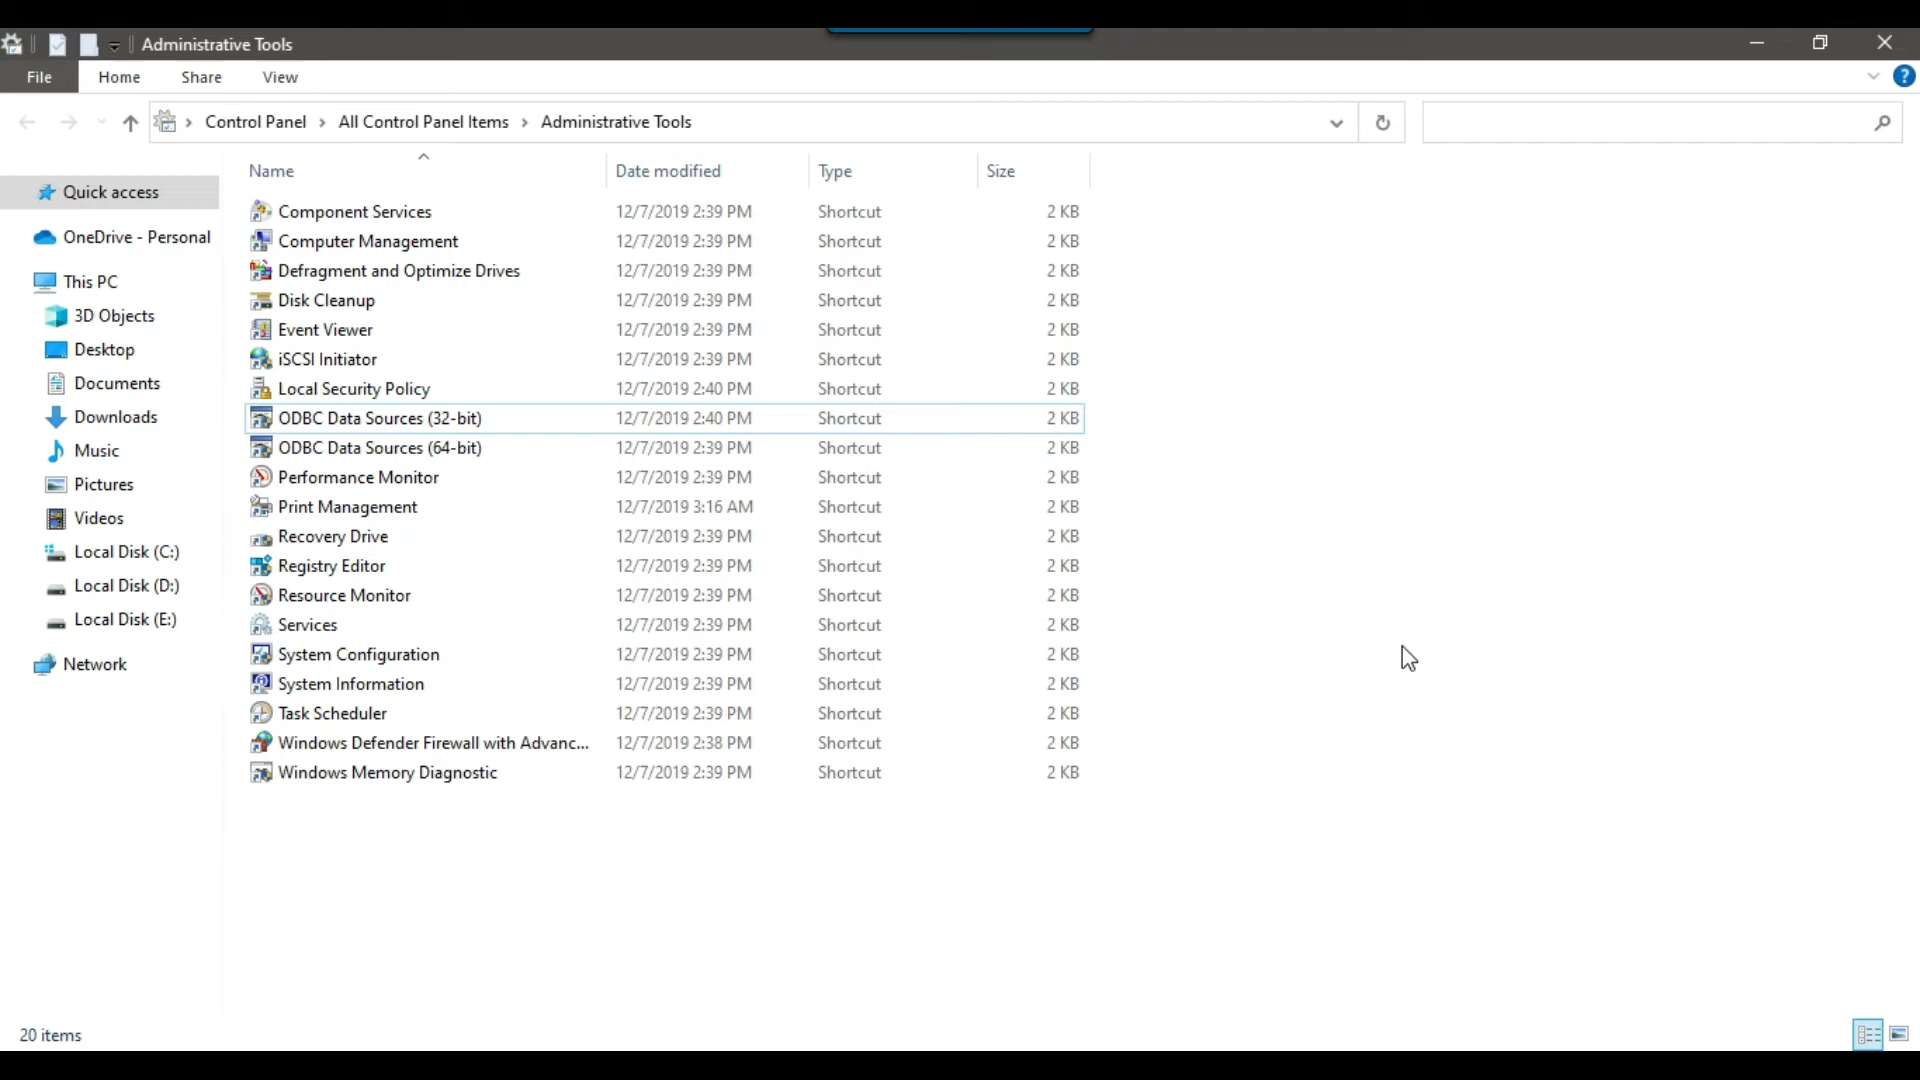 Administrative Tools
File Home Share View
Control Panel All Control Panel Items Administrative Tools
Name Date modified Type Size
Quick access
OneDrive - Personal
This PC
3D Objects
Desktop
Documents
Downloads
Music
Pictures
Videos
Local Disk (C:)
Local Disk (D:)
Local Disk (E:)
Network
Component Services 12/7/2019 2:39 PM Shortcut 2 KB
Computer Management 12/7/2019 2:39 PM Shortcut 2 KB
Defragment and Optimize Drives 12/7/2019 2:39 PM Shortcut 2 KB
Disk Cleanup 12/7/2019 2:39 PM Shortcut 2 KB
Event Viewer 12/7/2019 2:39 PM Shortcut 2 KB
iSCSI Initiator 12/7/2019 2:39 PM Shortcut 2 KB
Local Security Policy 12/7/2019 2:40 PM Shortcut 2 KB
ODBC Data Sources (32-bit) 12/7/2019 2:40 PM Shortcut 2 KB
ODBC Data Sources (64-bit) 12/7/2019 2:39 PM Shortcut 2 KB
Performance Monitor 12/7/2019 2:39 PM Shortcut 2 KB
Print Management 12/7/2019 3:16 AM Shortcut 2 KB
Recovery Drive 12/7/2019 2:39 PM Shortcut 2 KB
Registry Editor 12/7/2019 2:39 PM Shortcut 2 KB
Resource Monitor 12/7/2019 2:39 PM Shortcut 2 KB
Services 12/7/2019 2:39 PM Shortcut 2 KB
System Configuration 12/7/2019 2:39 PM Shortcut 2 KB
System Information 12/7/2019 2:39 PM Shortcut 2 KB
Task Scheduler 12/7/2019 2:39 PM Shortcut 2 KB
Windows Defender Firewall with Advanc... 12/7/2019 2:38 PM Shortcut 2 KB
Windows Memory Diagnostic 12/7/2019 2:39 PM Shortcut 2 KB
20 items